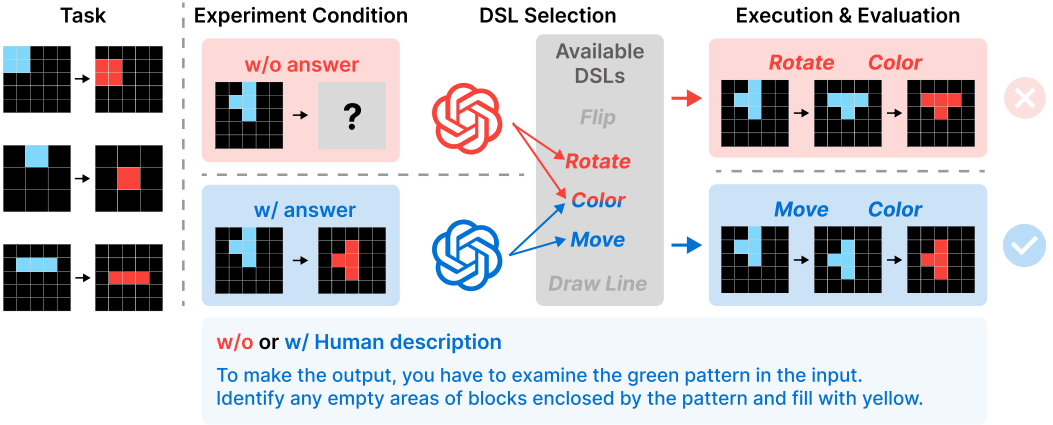 Task
Experiment Condition
DSL Selection
Execution & Evaluation
w/o answer
?
w/ answer
Available
DSLs
Flip
Rotate
Color
Move
Draw Line
Rotate Color
Move Color
w/o or w/ Human description
To make the output, you have to examine the green pattern in the input.
Identify any empty areas of blocks enclosed by the pattern and fill with yellow.